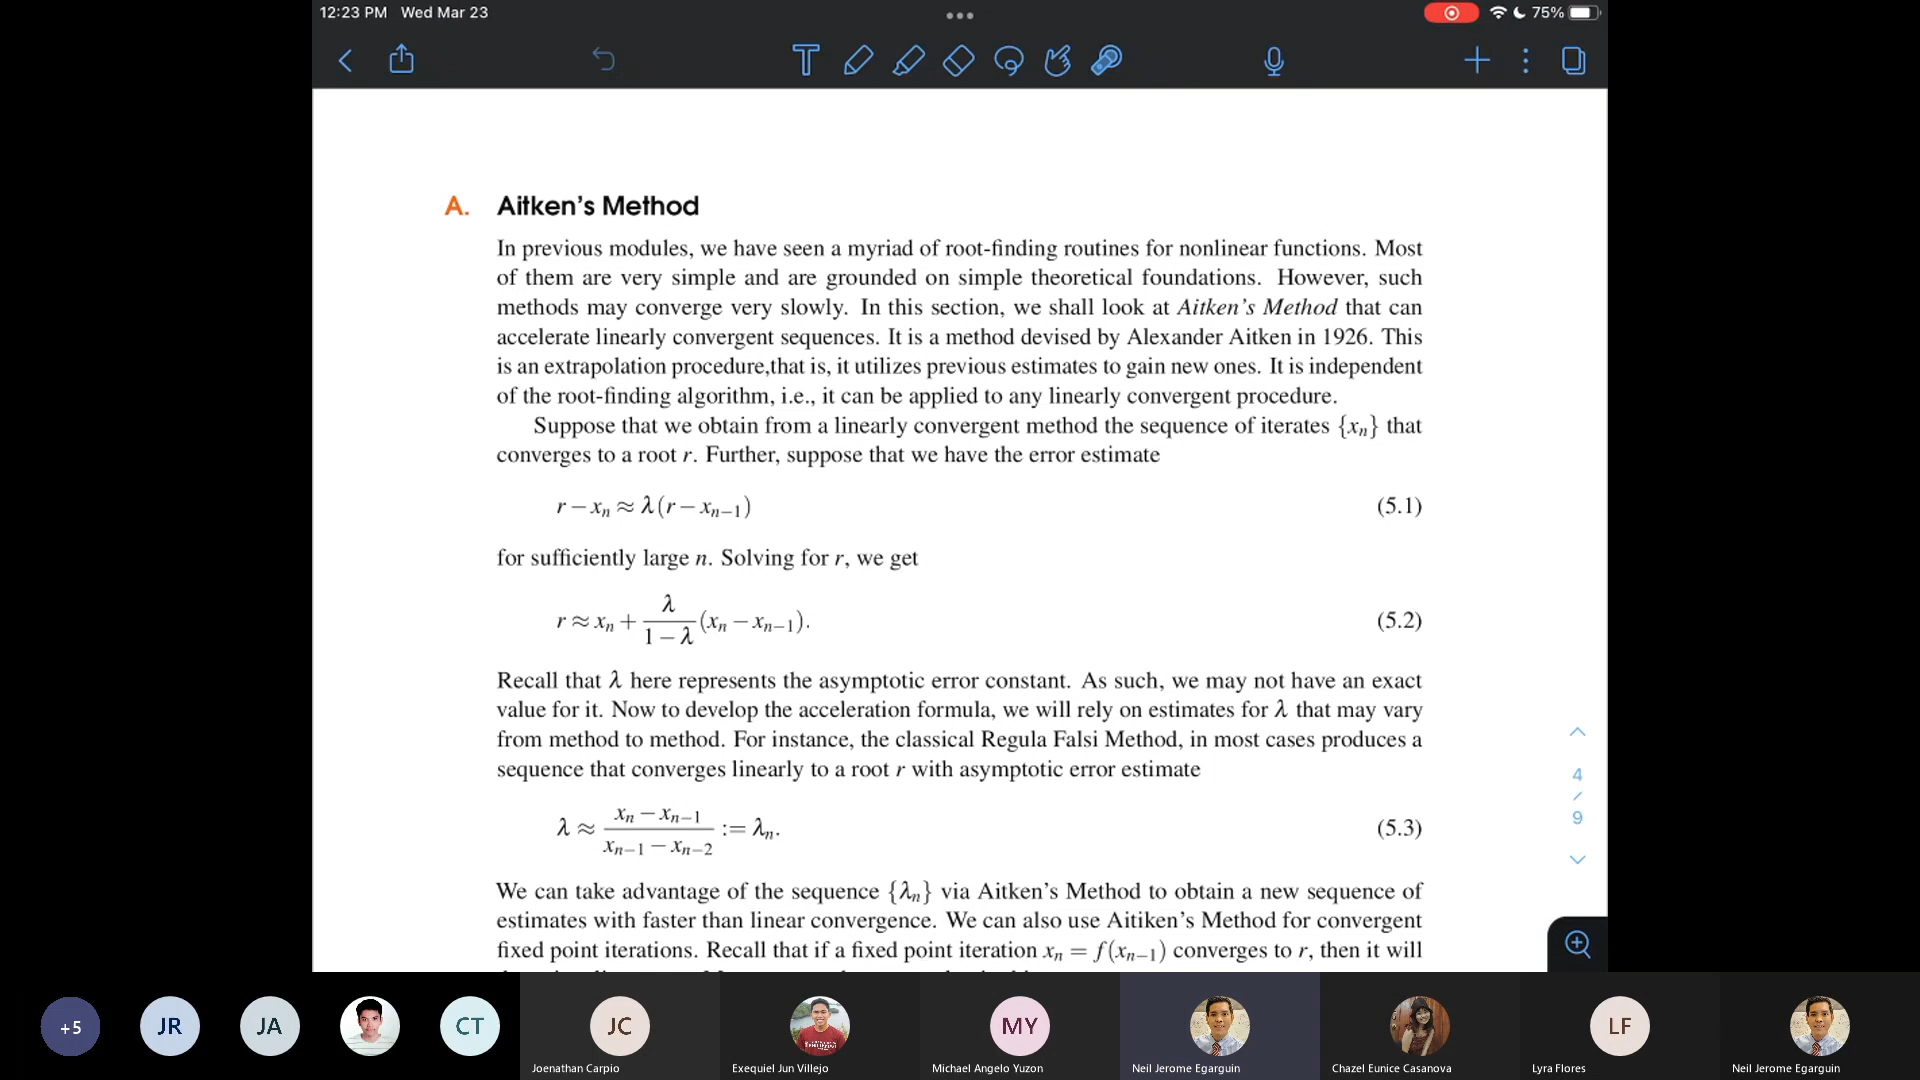 12:23 PM Wed Mar 23
75%
A. Aitken's Method
In previous modules, we have seen a myriad of root-finding routines for nonlinear functions. Most
of them are very simple and are grounded on simple theoretical foundations. However, such
methods may converge very slowly. In this section, we shall look at Aitken's Method that can
accelerate linearly convergent sequences. It is a method devised by Alexander Aitken in 1926. This
is an extrapolation procedure,that is, it utilizes previous estimates to gain new ones. It is independent
of the root-finding algorithm, i.e., it can be applied to any linearly convergent procedure.
Suppose that we obtain from a linearly convergent method the sequence of iterates {xₙ} that
converges to a root r. Further, suppose that we have the error estimate
r − xₙ ≈ λ(r − xₙ₋₁) (5.1)
for sufficiently large n. Solving for r, we get
r ≈ xₙ + λ/(1 − λ) (xₙ − xₙ₋₁). (5.2)
Recall that λ here represents the asymptotic error constant. As such, we may not have an exact
value for it. Now to develop the acceleration formula, we will rely on estimates for λ that may vary
from method to method. For instance, the classical Regula Falsi Method, in most cases produces a
sequence that converges linearly to a root r with asymptotic error estimate
λ ≈ (xₙ − xₙ₋₁)/(xₙ₋₁ − xₙ₋₂) := λₙ. (5.3)
We can take advantage of the sequence {λₙ} via Aitken's Method to obtain a new sequence of
estimates with faster than linear convergence. We can also use Aitiken's Method for convergent
fixed point iterations. Recall that if a fixed point iteration xₙ = f(xₙ₋₁) converges to r, then it will
4
/
9
+5
JR
JA
CT
JC
MY
LF
Joenathan Carpio
Exequiel Jun Villejo
Michael Angelo Yuzon
Neil Jerome Egarguin
Chazel Eunice Casanova
Lyra Flores
Neil Jerome Egarguin